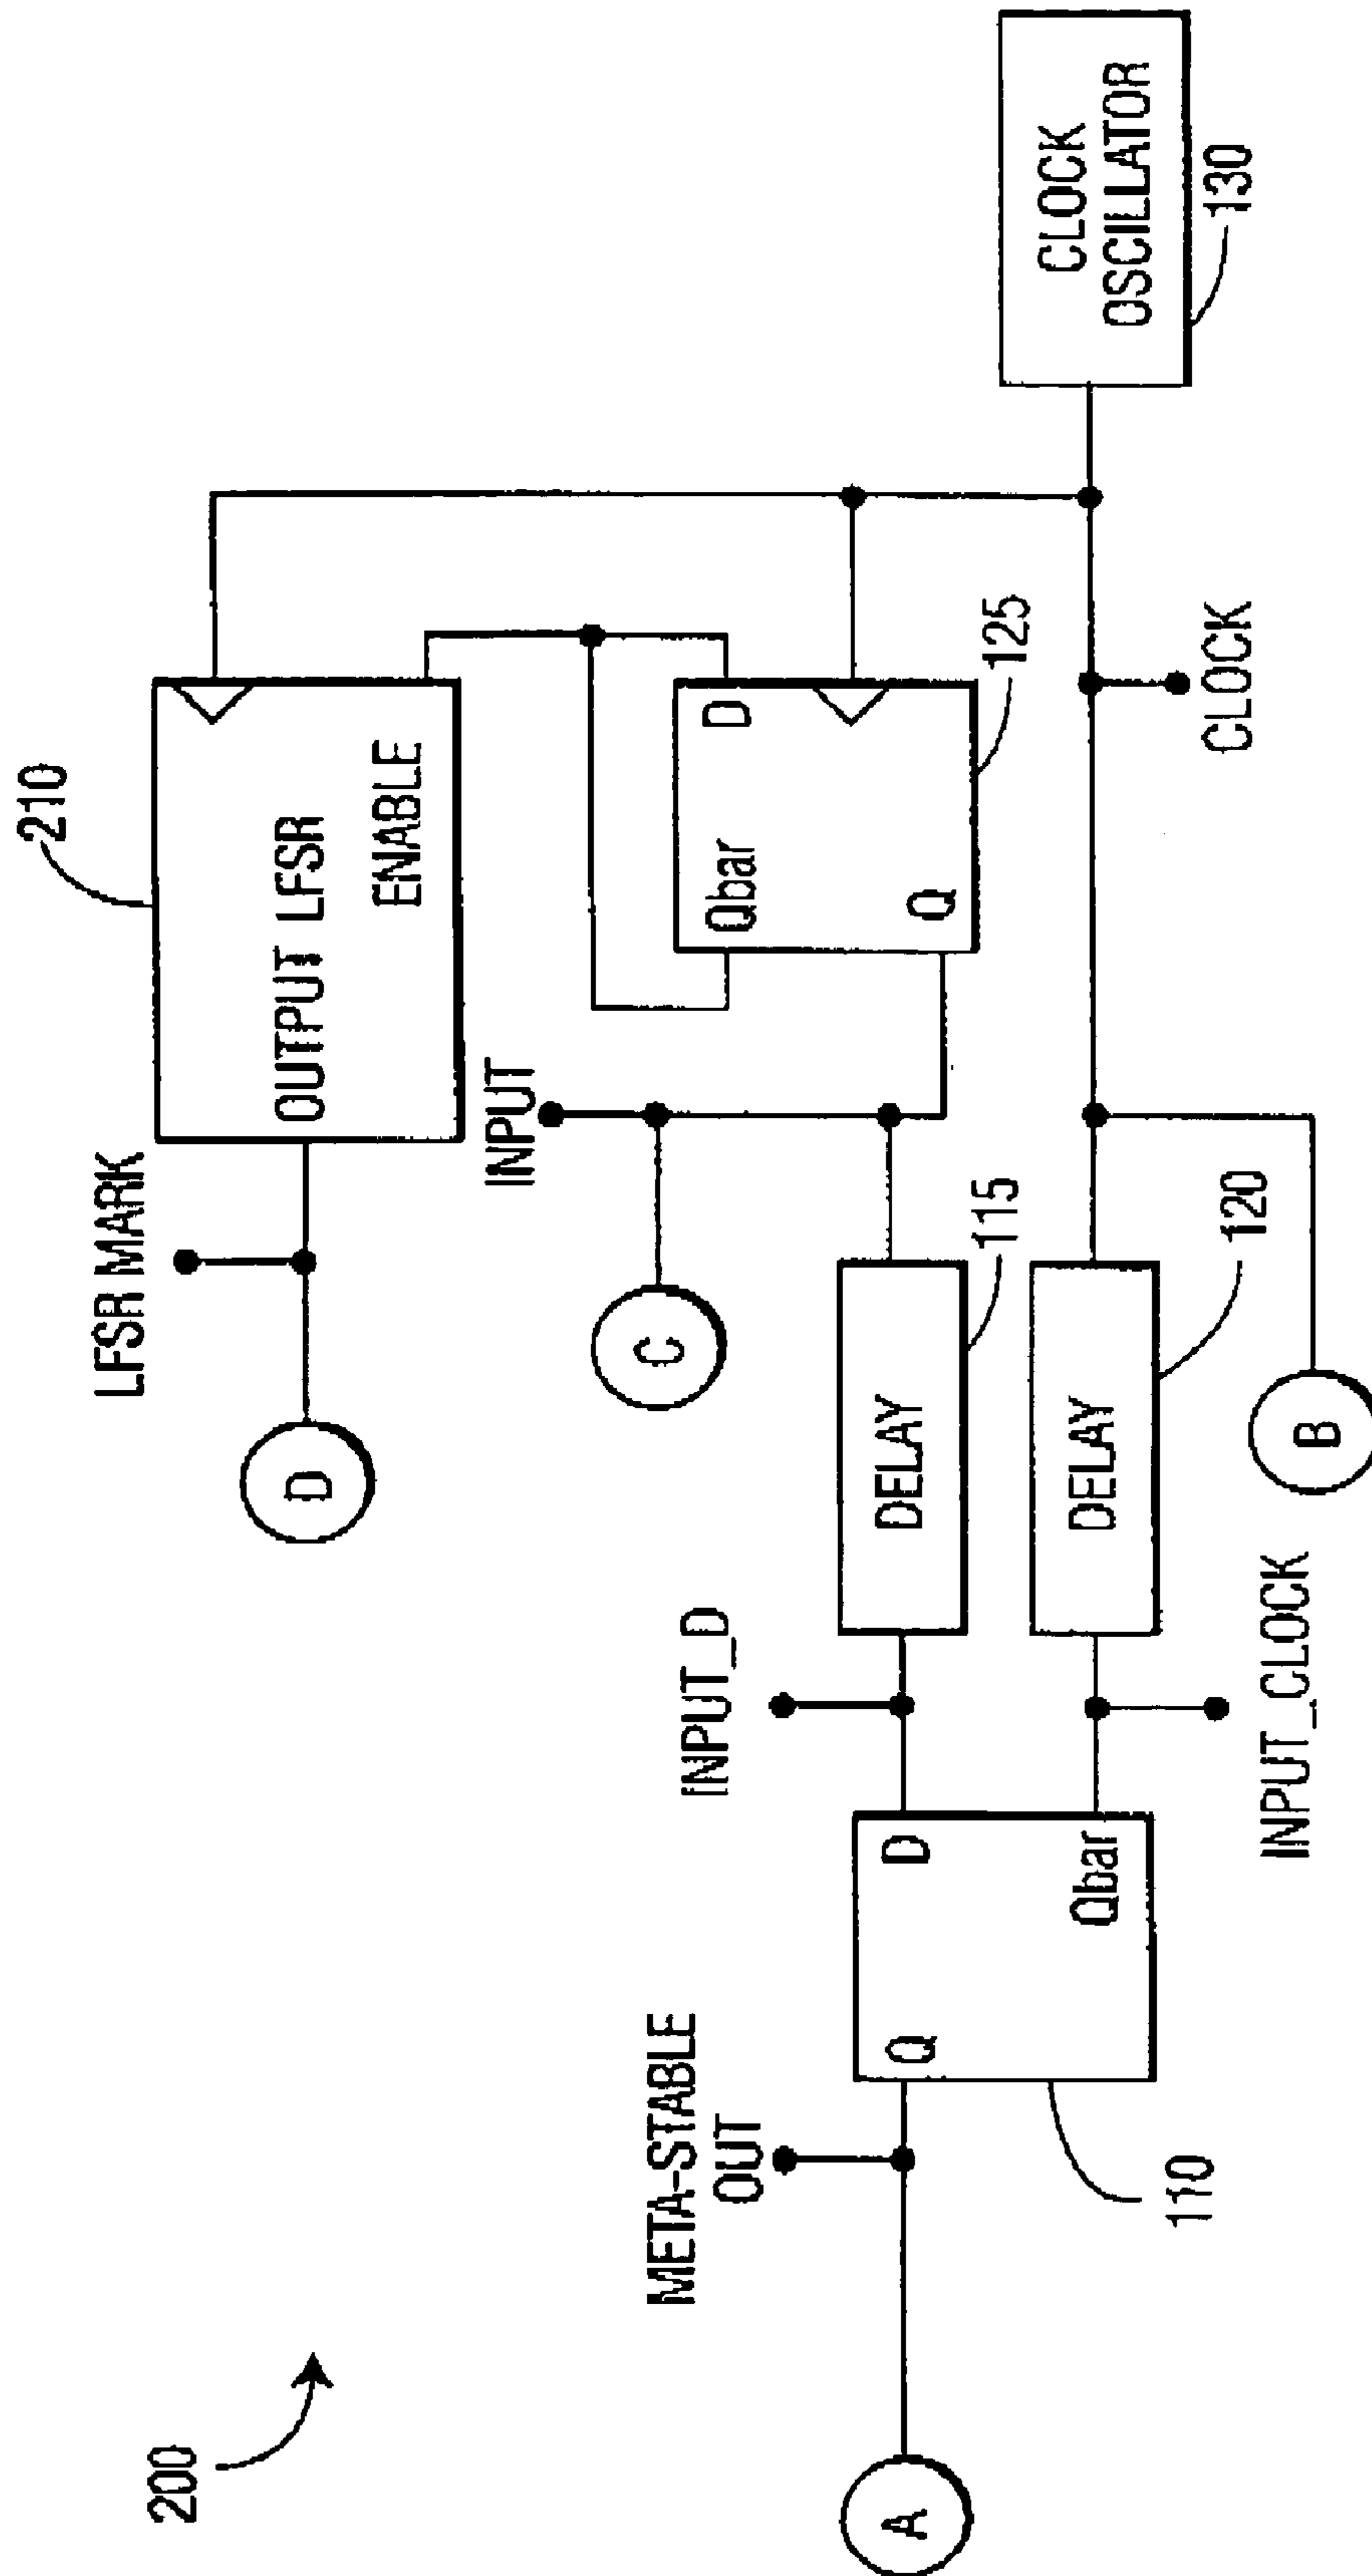 200
210
LFSR MARK
D
OUTPUT LFSR
ENABLE
INPUT
C
Qbar
D
Q
125
CLOCK
OSCILLATOR
130
META-STABLE
OUT
A
Q
D
Qbar
110
INPUT_D
DELAY
115
DELAY
120
INPUT_CLOCK
B
CLOCK